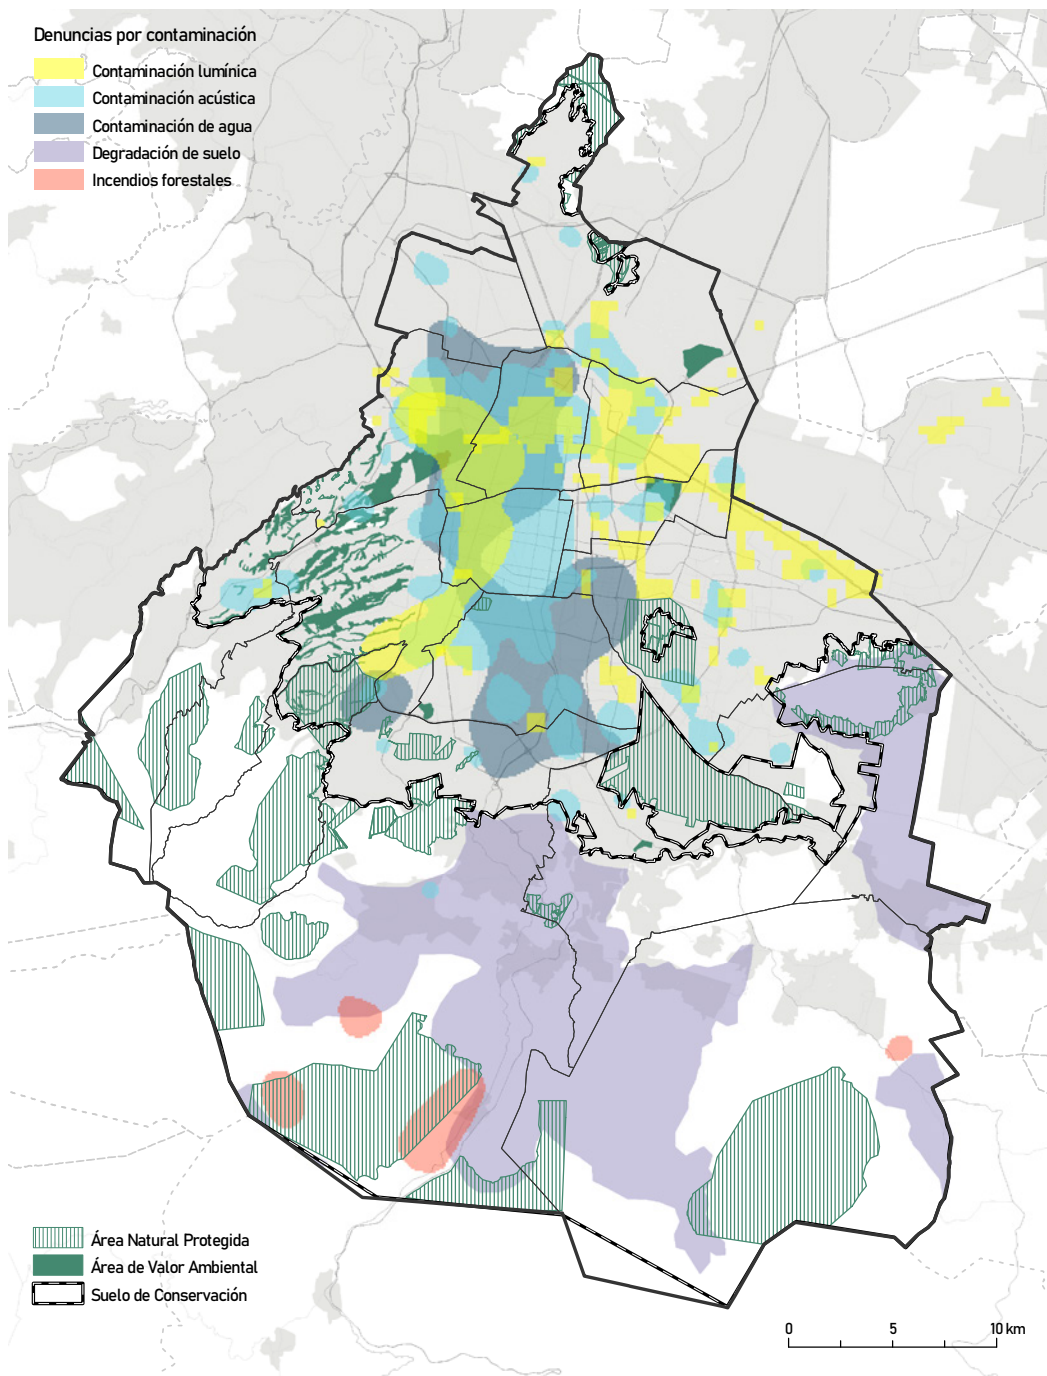 Denuncias por contaminación
Contaminación lumínica
Contaminación acústica
Contaminación de agua
Degradación de suelo
Incendios forestales
Área Natural Protegida
Área de Valor Ambiental
Suelo de Conservación
0 5 10 km